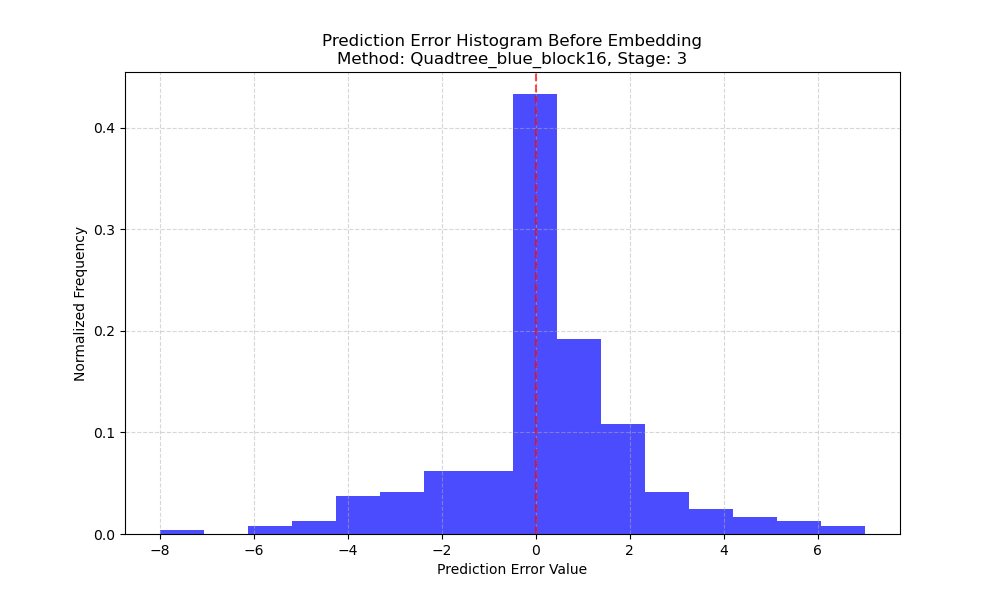 Prediction Error Histogram Before Embedding
Method: Quadtree_blue_block16, Stage: 3
Normalized Frequency
0.4
0.3
0.2
0.1
0.0
−8 −6 −4 −2 0 2 4 6
Prediction Error Value